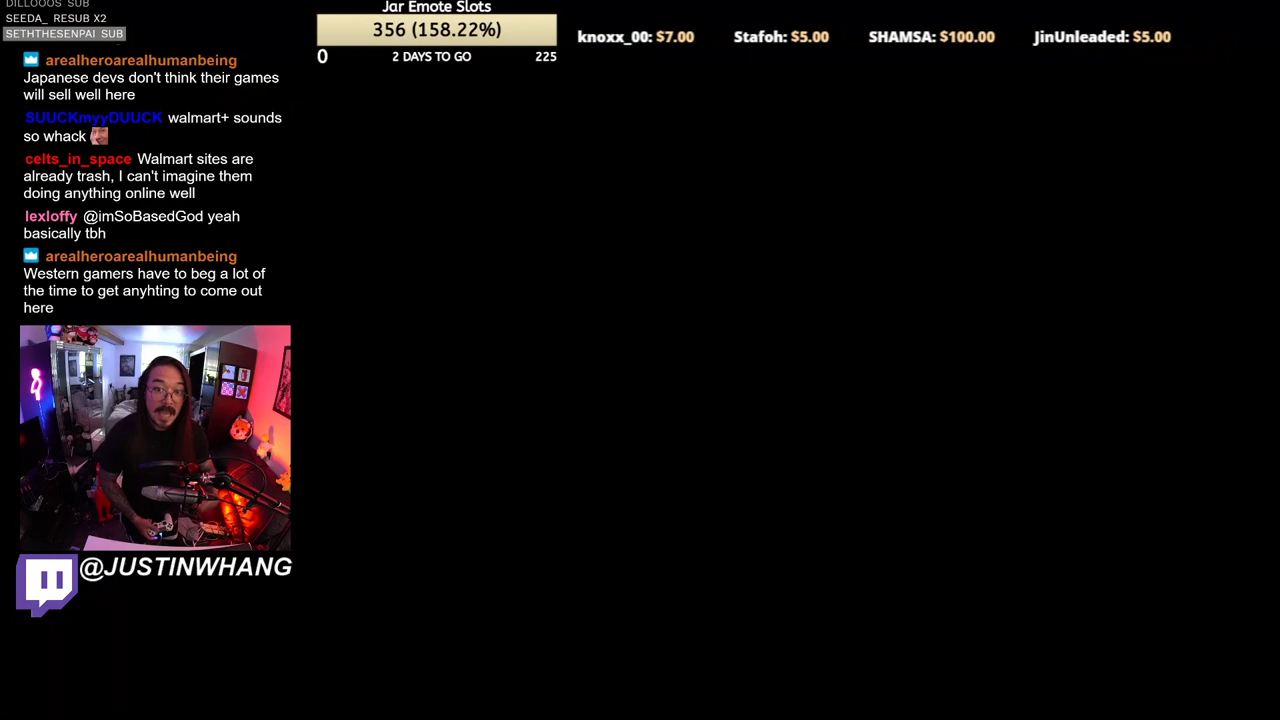 DILLOOOS SUB
SEEDA_ RESUB X2
SETHTHESENPAI SUB
arealheroarealhumanbeing
Japanese devs don't think their games
will sell well here
SUUCKmyyDUUCK walmart+ sounds
so whack
celts_in_space Walmart sites are
already trash, I can't imagine them
doing anything online well
lexloffy @imSoBasedGod yeah
basically tbh
arealheroarealhumanbeing
Western gamers have to beg a lot of
the time to get anyhting to come out
here
@JUSTINWHANG
Jar Emote Slots
356 (158.22%)
0 2 DAYS TO GO 225
knoxx_00: $7.00 Stafoh: $5.00 SHAMSA: $100.00 JinUnleaded: $5.00